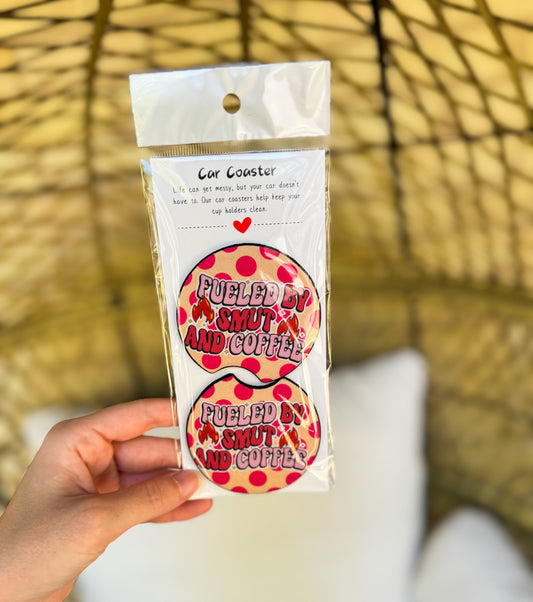 Car Coaster
Life can get messy, but your car doesn't
have to. Our car coasters help keep your
cup holders clean.
FUELED BY
SMUT
AND COFFEE
FUELED BY
SMUT
AND COFFEE